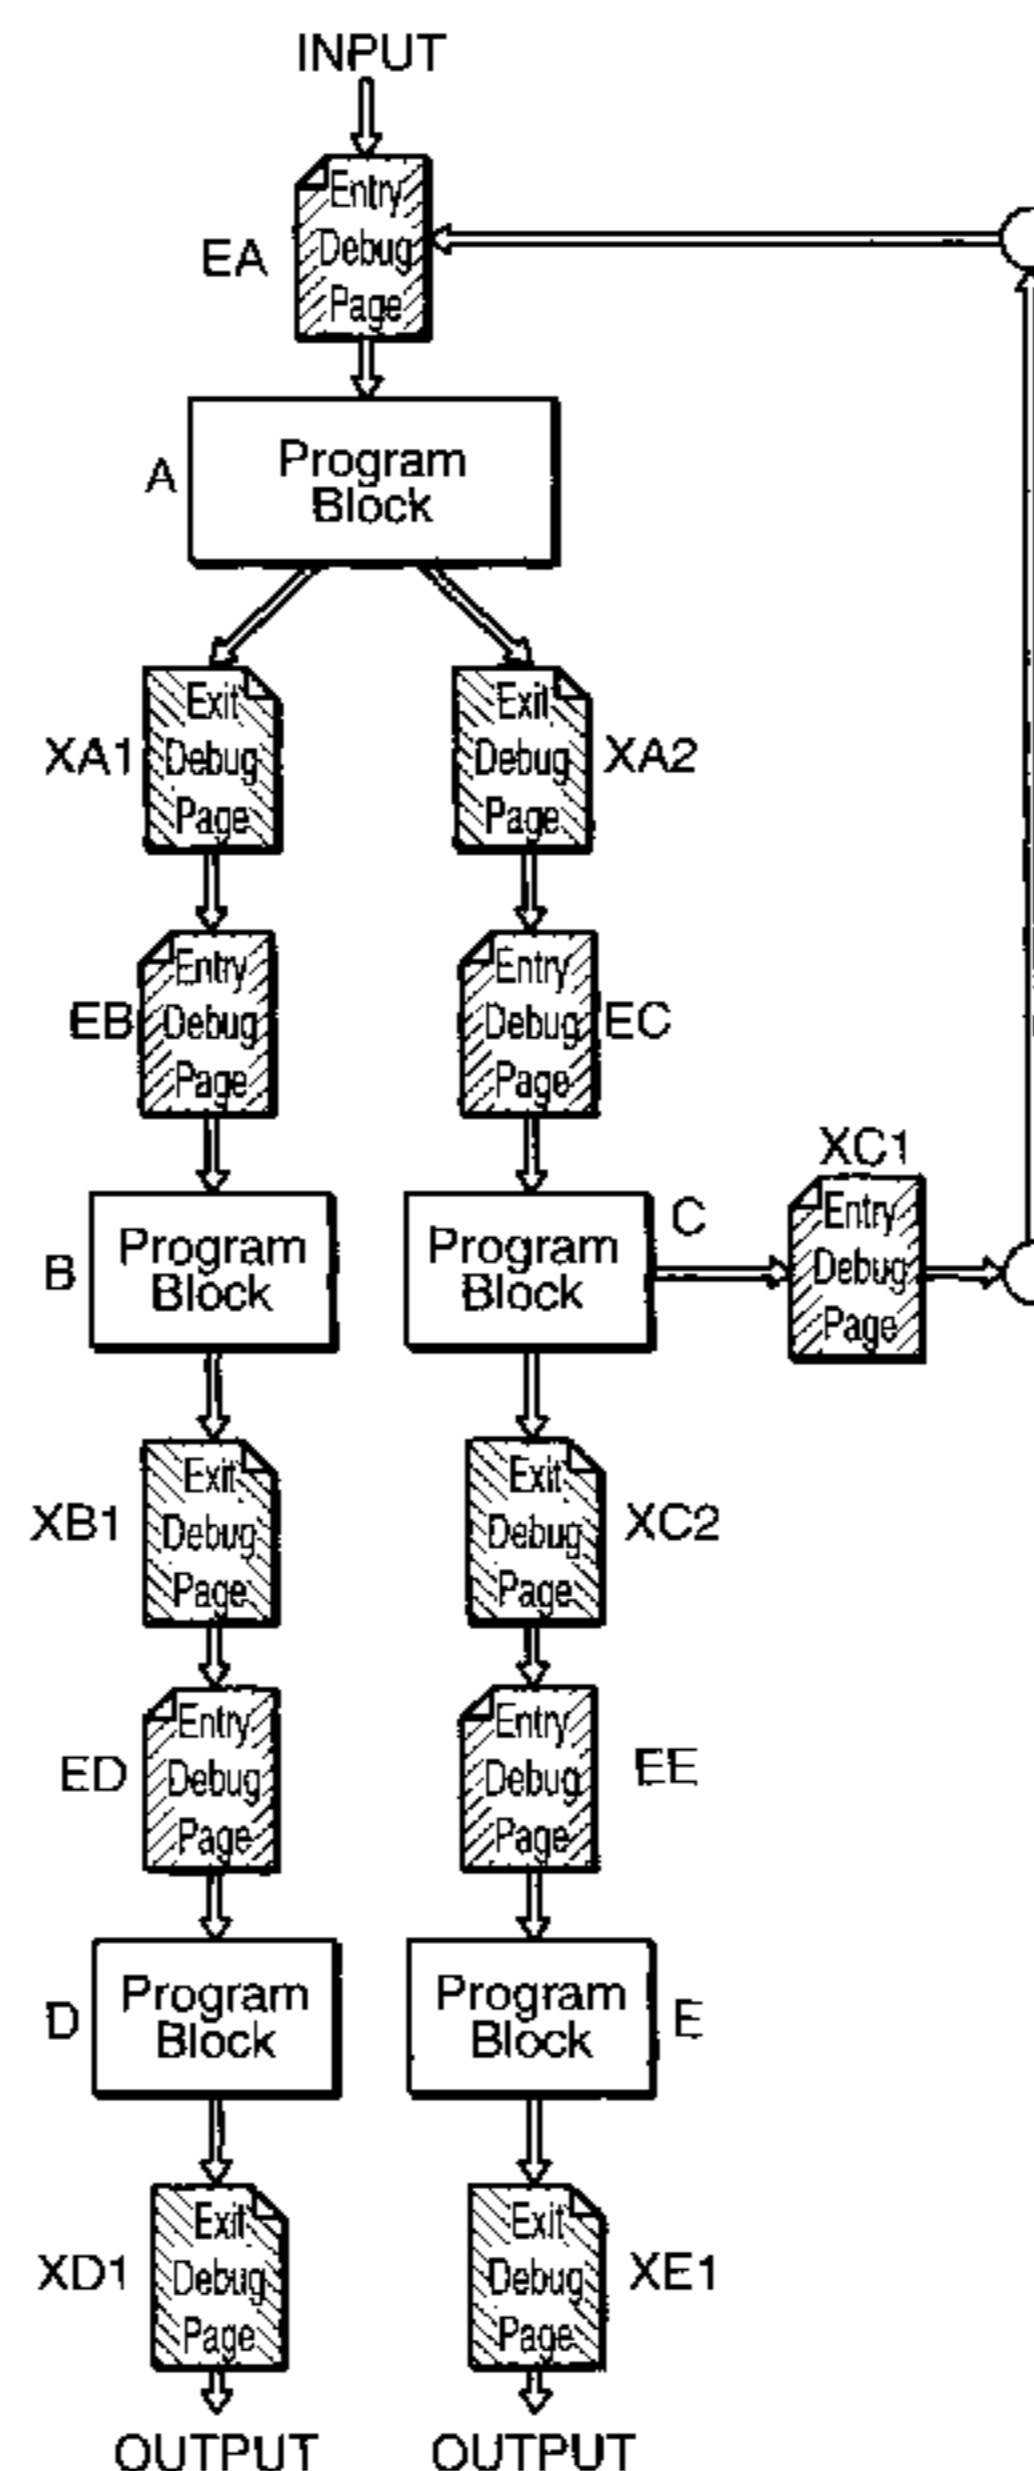 INPUT
EA
Entry
Debug
Page
A
Program
Block
XA1
Exit
Debug
Page
Exit
Debug
Page
XA2
EB
Entry
Debug
Page
Entry
Debug
Page
EC
B
Program
Block
Program
Block
C
XC1
Entry
Debug
Page
XB1
Exit
Debug
Page
Exit
Debug
Page
XC2
ED
Entry
Debug
Page
Entry
Debug
Page
EE
D
Program
Block
Program
Block
E
XD1
Exit
Debug
Page
Exit
Debug
Page
XE1
OUTPUT
OUTPUT